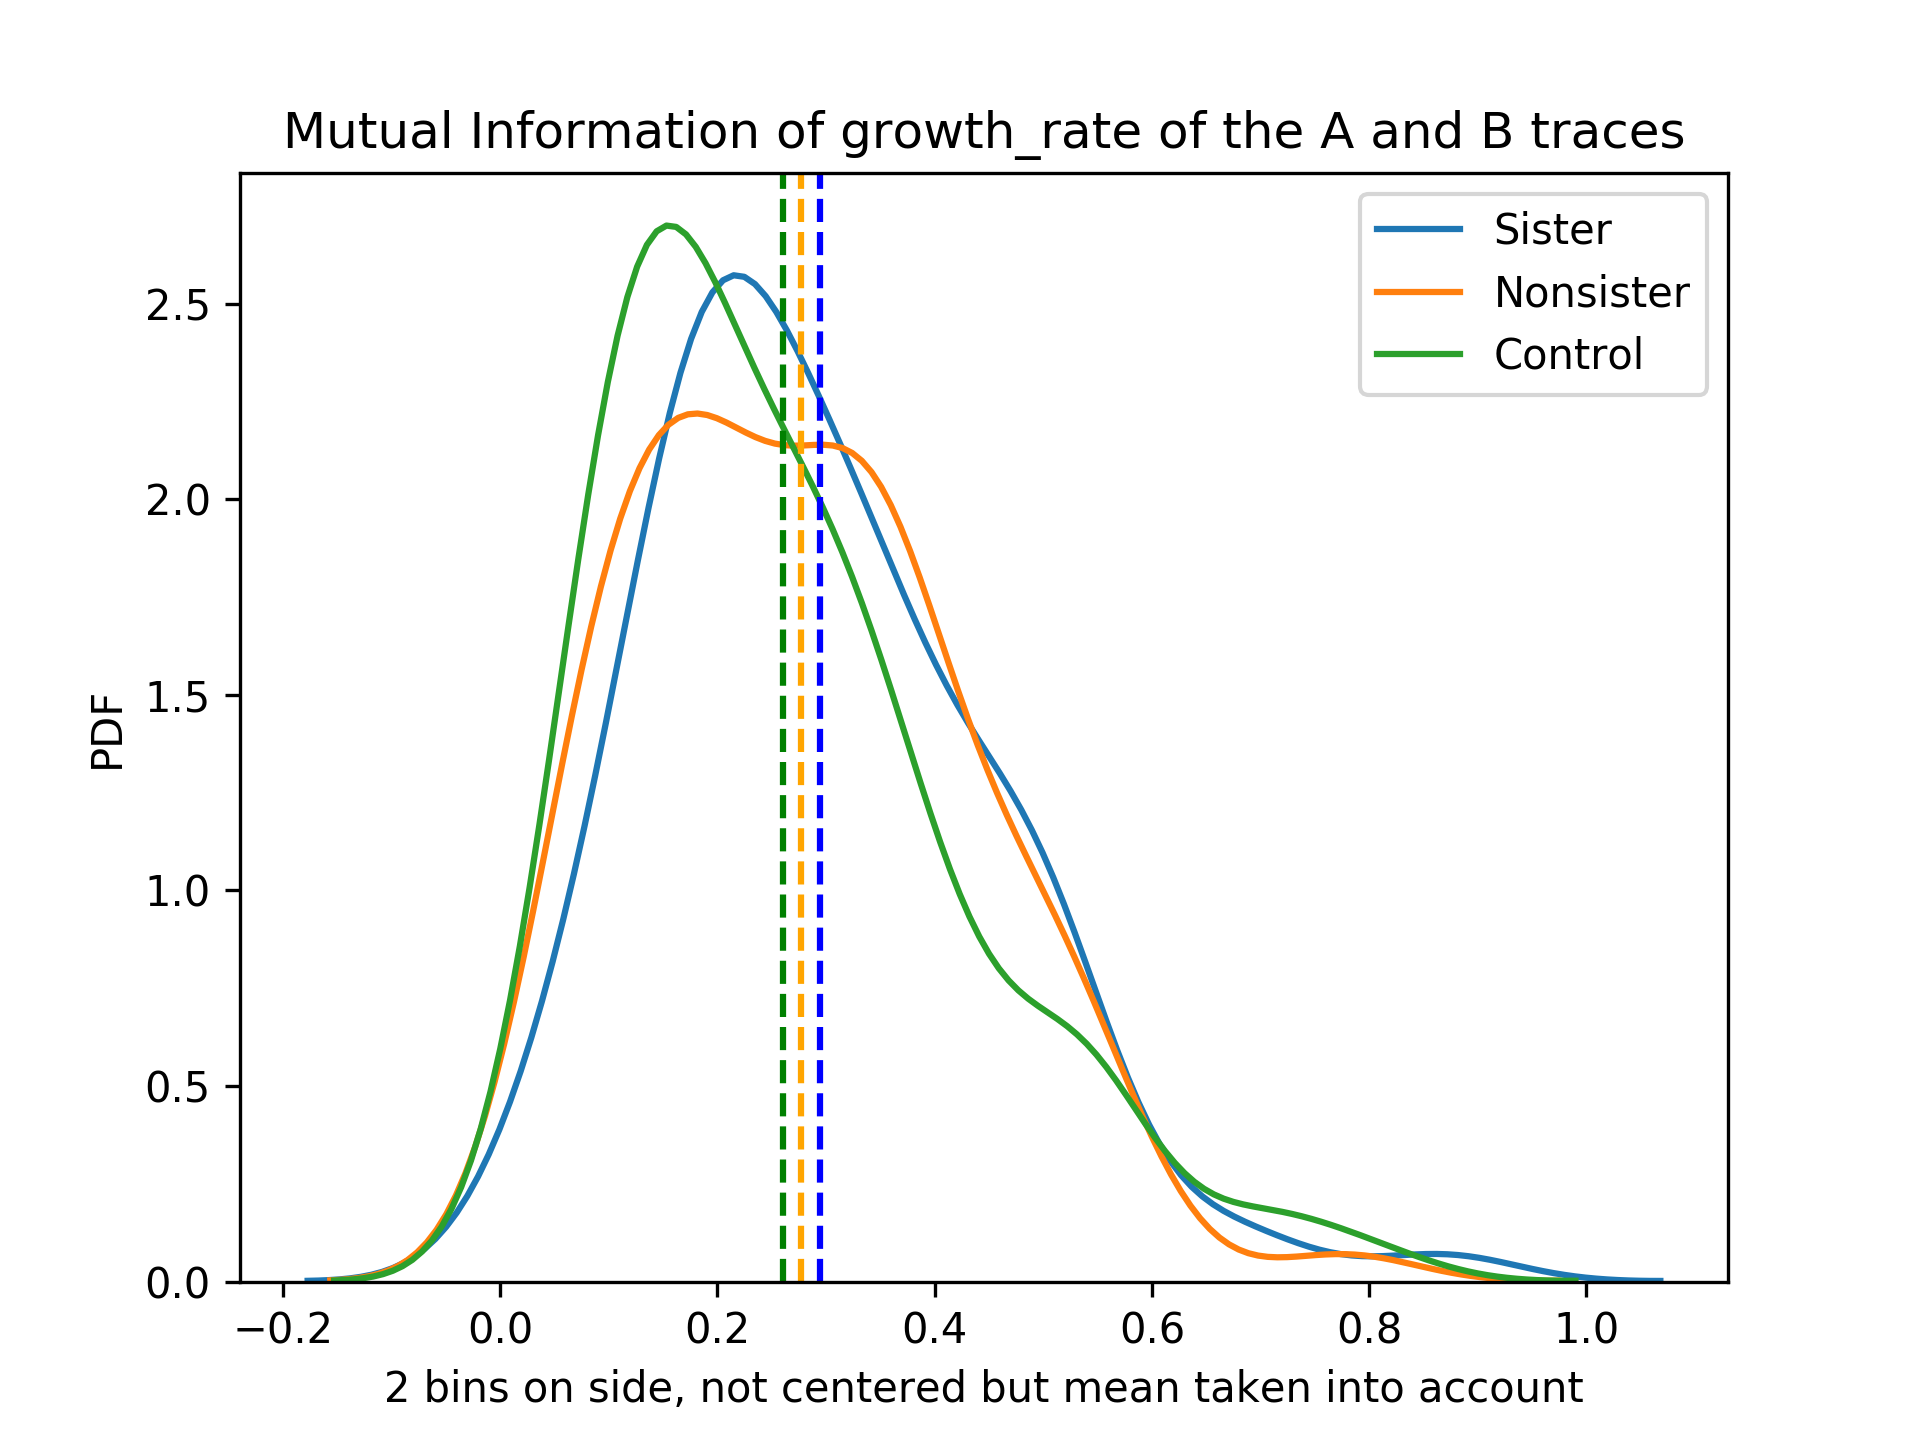 Mutual Information of growth_rate of the A and B traces
Sister
Nonsister
Control
PDF
2.5
2.0
1.5
1.0
0.5
0.0
−0.2 0.0 0.2 0.4 0.6 0.8 1.0
2 bins on side, not centered but mean taken into account